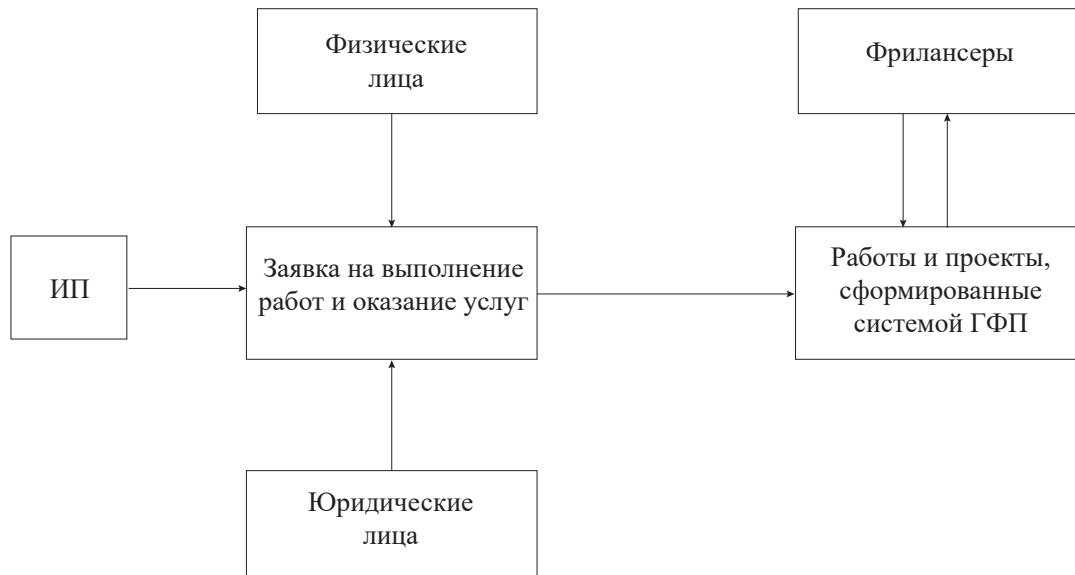 Физические
лица
Фрилансеры
ИП
Заявка на выполнение
работ и оказание услуг
Работы и проекты,
сформированные
системой ГФП
Юридические
лица